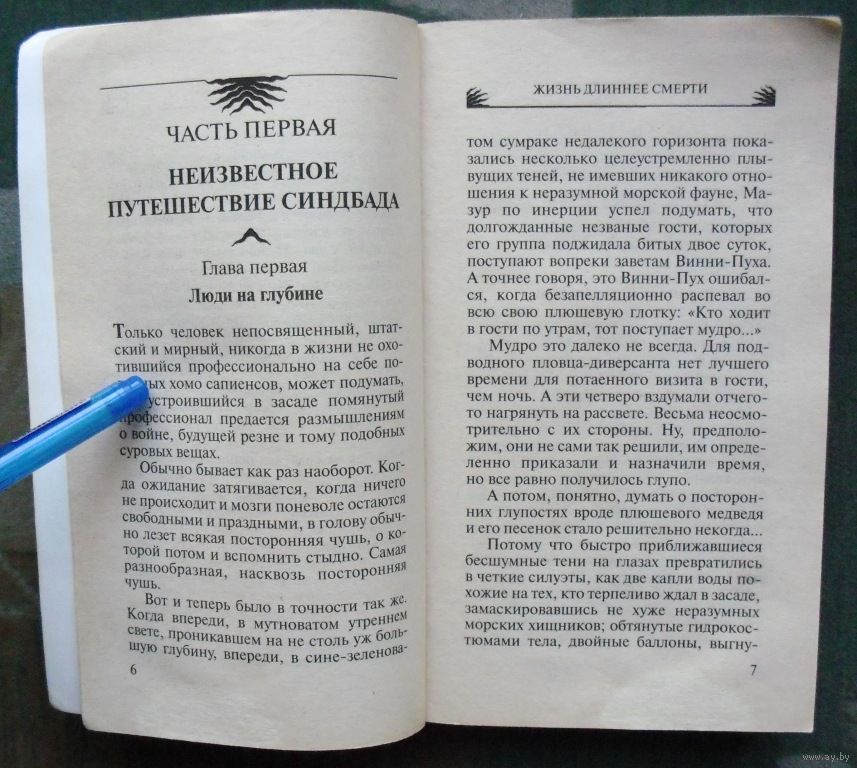 ЧАСТЬ ПЕРВАЯ
НЕИЗВЕСТНОЕ
ПУТЕШЕСТВИЕ СИНДБАДА
Глава первая
Люди на глубине
Только человек непосвященный, штат-
ский и мирный, никогда в жизни не охо-
тившийся профессионально на себе по-
хомо сапиенсов, может подумать,
устроившийся в засаде помянутый
профессионал предается размышлениям
о войне, будущей резне и тому подобных
суровых вещах.
Обычно бывает как раз наоборот. Ког-
да ожидание затягивается, когда ничего
не происходит и мозги поневоле остаются
свободными и праздными, в голову обыч-
но лезет всякая посторонняя чушь, о ко-
торой потом и вспомнить стыдно. Самая
разнообразная, насквозь посторонняя
чушь.
Вот и теперь было в точности так же.
Когда впереди, в мутноватом утреннем
свете, проникавшем на не столь уж боль-
шую глубину, впереди, в сине-зеленова-
6
ЖИЗНЬ ДЛИННЕЕ СМЕРТИ
том сумраке недалекого горизонта пока-
зались несколько целеустремленно плы-
вущих теней, не имевших никакого отно-
шения к неразумной морской фауне, Ма-
зур по инерции успел подумать, что
долгожданные незваные гости, которых
его группа поджидала битых двое суток,
поступают вопреки заветам Винни-Пуха.
А точнее говоря, это Винни-Пух ошибал-
ся, когда безапелляционно распевал во
всю свою плюшевую глотку: «Кто ходит
в гости по утрам, тот поступает мудро...»
Мудро это далеко не всегда. Для под-
водного пловца-диверсанта нет лучшего
времени для потаенного визита в гости,
чем ночь. А эти четверо вздумали отчего-
то нагрянуть на рассвете. Весьма неосмо-
трительно с их стороны. Ну, предполо-
жим, они не сами так решили, им опреде-
ленно приказали и назначили время,
но все равно получилось глупо.
А потом, понятно, думать о посторон-
них глупостях вроде плюшевого медведя
и его песенок стало решительно некогда...
Потому что быстро приближавшиеся
бесшумные тени на глазах превратились
в четкие силуэты, как две капли воды по-
хожие на тех, кто терпеливо ждал в засаде,
замаскировавшись не хуже неразумных
морских хищников; обтянутые гидрокос-
тюмами тела, двойные баллоны, выгну-
7
www.ay.by